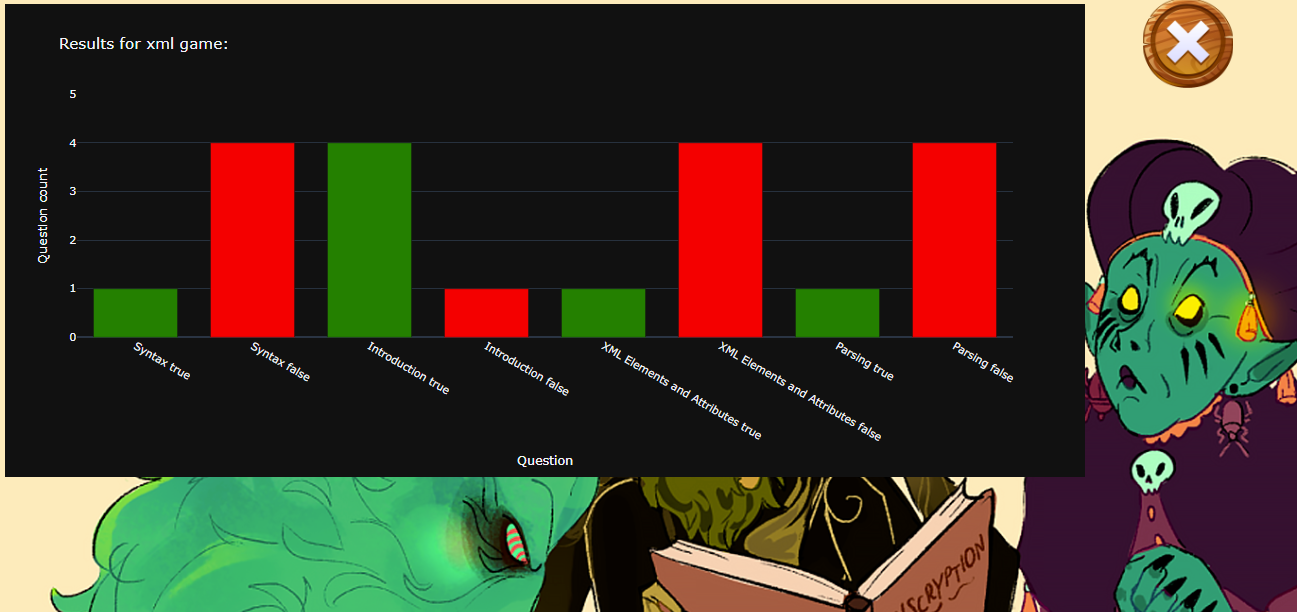 Results for xml game:
5
4
3
2
1
0
Question count
Syntax true
Syntax false
Introduction true
Introduction false
XML Elements and Attributes true
XML Elements and Attributes false
Parsing true
Parsing false
Question
INSCRYPTION